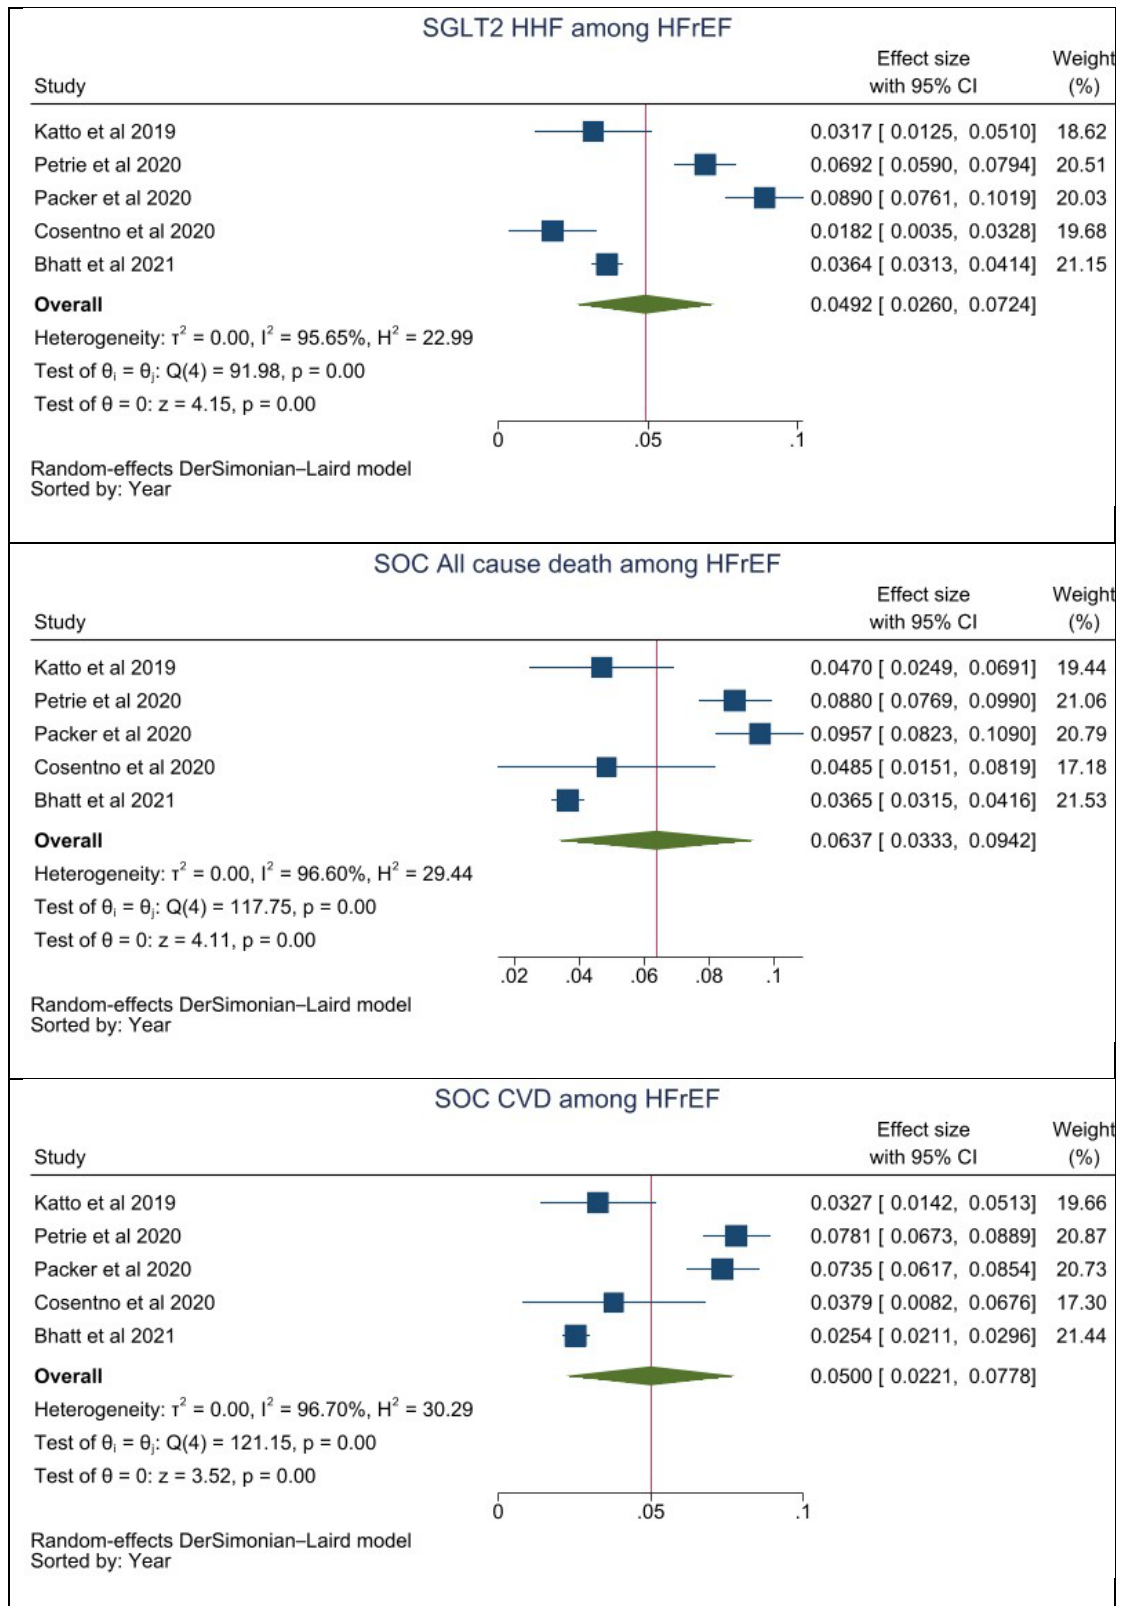 SGLT2 HHF among HFrEF
Effect size Weight
Study with 95% CI (%)
Katto et al 2019 0.0317 [ 0.0125, 0.0510] 18.62
Petrie et al 2020 0.0692 [ 0.0590, 0.0794] 20.51
Packer et al 2020 0.0890 [ 0.0761, 0.1019] 20.03
Cosentno et al 2020 0.0182 [ 0.0035, 0.0328] 19.68
Bhatt et al 2021 0.0364 [ 0.0313, 0.0414] 21.15
Overall 0.0492 [ 0.0260, 0.0724]
Heterogeneity: τ² = 0.00, I² = 95.65%, H² = 22.99
Test of θᵢ = θⱼ: Q(4) = 91.98, p = 0.00
Test of θ = 0: z = 4.15, p = 0.00
0 .05 .1
Random-effects DerSimonian–Laird model
Sorted by: Year
SOC All cause death among HFrEF
Effect size Weight
Study with 95% CI (%)
Katto et al 2019 0.0470 [ 0.0249, 0.0691] 19.44
Petrie et al 2020 0.0880 [ 0.0769, 0.0990] 21.06
Packer et al 2020 0.0957 [ 0.0823, 0.1090] 20.79
Cosentno et al 2020 0.0485 [ 0.0151, 0.0819] 17.18
Bhatt et al 2021 0.0365 [ 0.0315, 0.0416] 21.53
Overall 0.0637 [ 0.0333, 0.0942]
Heterogeneity: τ² = 0.00, I² = 96.60%, H² = 29.44
Test of θᵢ = θⱼ: Q(4) = 117.75, p = 0.00
Test of θ = 0: z = 4.11, p = 0.00
.02 .04 .06 .08 .1
Random-effects DerSimonian–Laird model
Sorted by: Year
SOC CVD among HFrEF
Effect size Weight
Study with 95% CI (%)
Katto et al 2019 0.0327 [ 0.0142, 0.0513] 19.66
Petrie et al 2020 0.0781 [ 0.0673, 0.0889] 20.87
Packer et al 2020 0.0735 [ 0.0617, 0.0854] 20.73
Cosentno et al 2020 0.0379 [ 0.0082, 0.0676] 17.30
Bhatt et al 2021 0.0254 [ 0.0211, 0.0296] 21.44
Overall 0.0500 [ 0.0221, 0.0778]
Heterogeneity: τ² = 0.00, I² = 96.70%, H² = 30.29
Test of θᵢ = θⱼ: Q(4) = 121.15, p = 0.00
Test of θ = 0: z = 3.52, p = 0.00
0 .05 .1
Random-effects DerSimonian–Laird model
Sorted by: Year